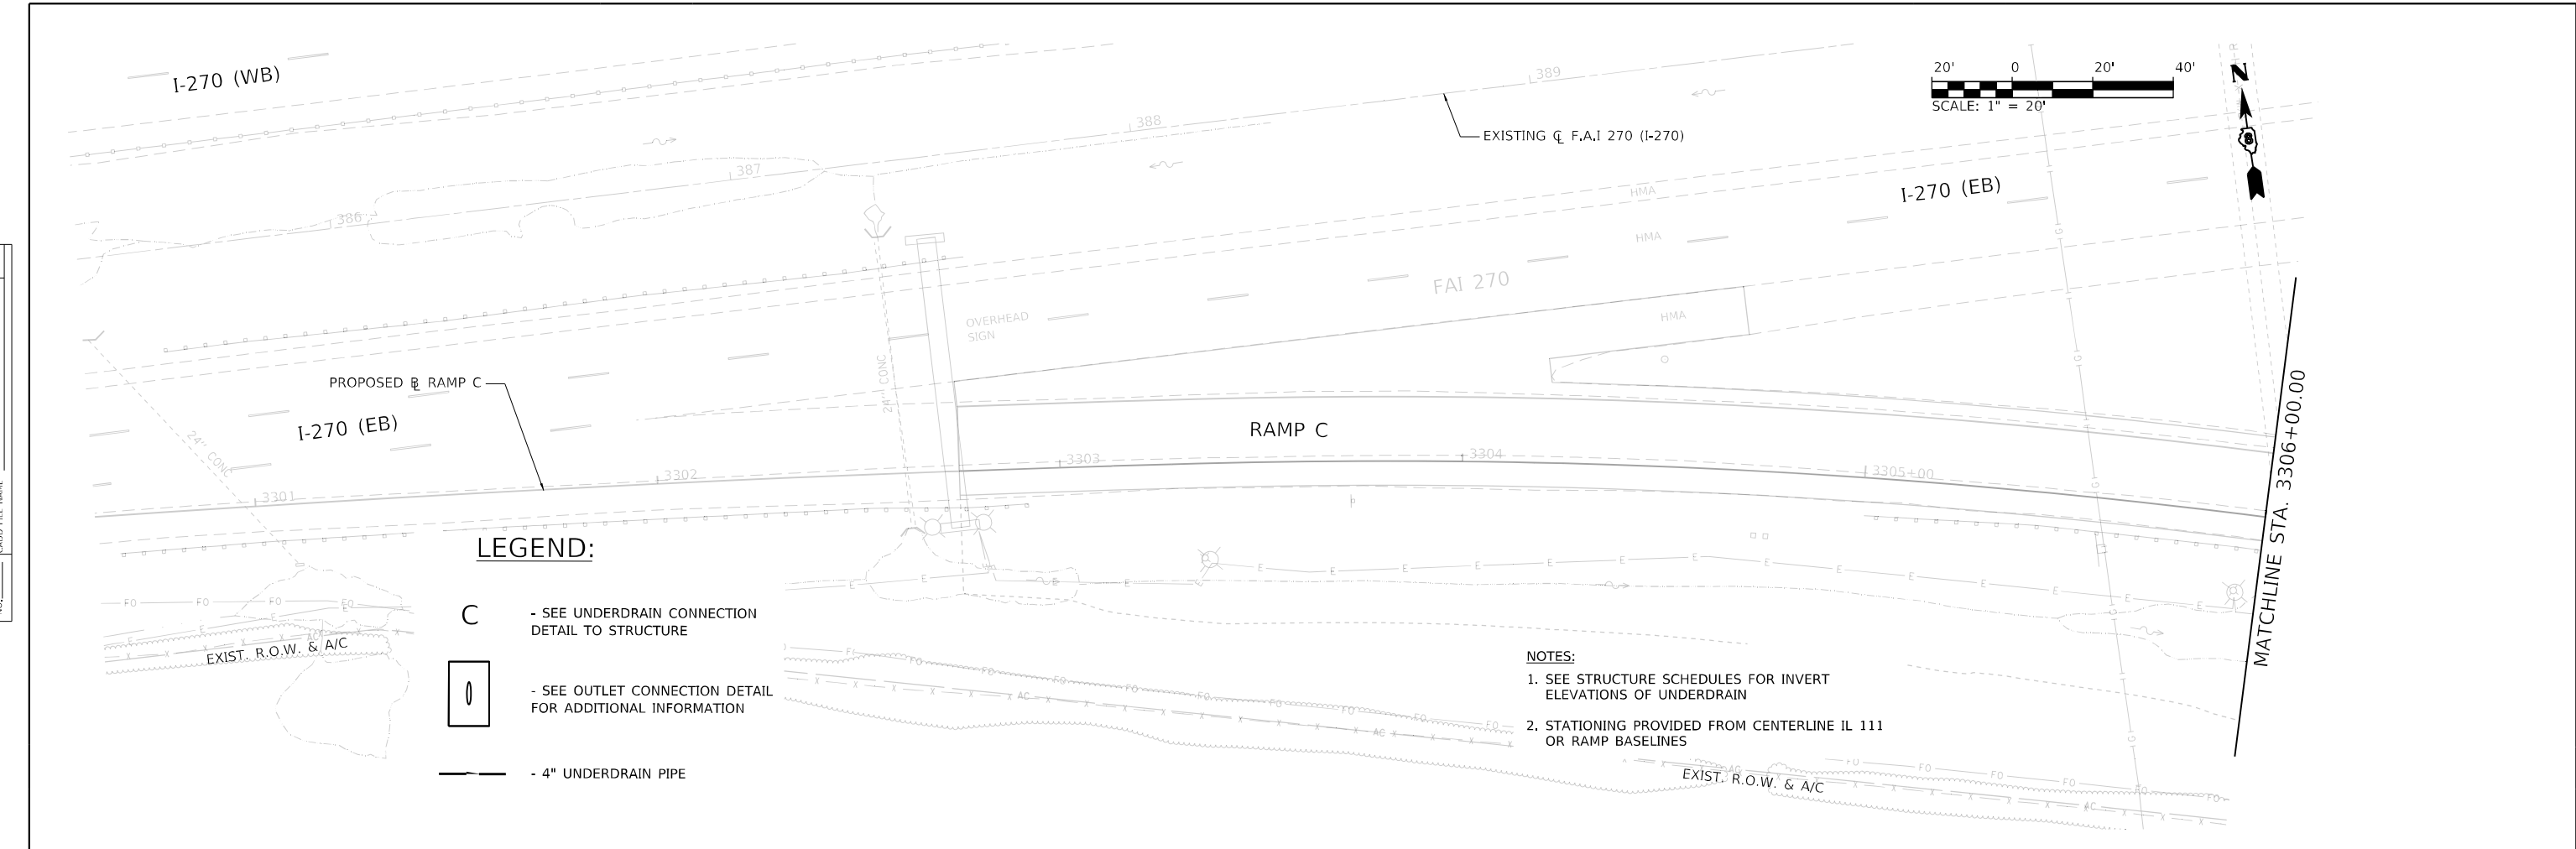 I-270 (WB)
389
388
387
386
20' 0 20' 40'
SCALE: 1" = 20'
N
8
EXISTING ℄ F.A.I 270 (I-270)
HMA
I-270 (EB)
HMA
FAI 270
HMA
OVERHEAD
SIGN
24" CONC
PROPOSED B̵L RAMP C
I-270 (EB)
24" CONC
RAMP C
3301
3302
3303
3304
3305+00
MATCHLINE STA. 3306+00.00
LEGEND:
C
- SEE UNDERDRAIN CONNECTION
DETAIL TO STRUCTURE
- SEE OUTLET CONNECTION DETAIL
FOR ADDITIONAL INFORMATION
- 4" UNDERDRAIN PIPE
EXIST. R.O.W. & A/C
NOTES:
1. SEE STRUCTURE SCHEDULES FOR INVERT
ELEVATIONS OF UNDERDRAIN
2. STATIONING PROVIDED FROM CENTERLINE IL 111
OR RAMP BASELINES
EXIST. R.O.W. & A/C